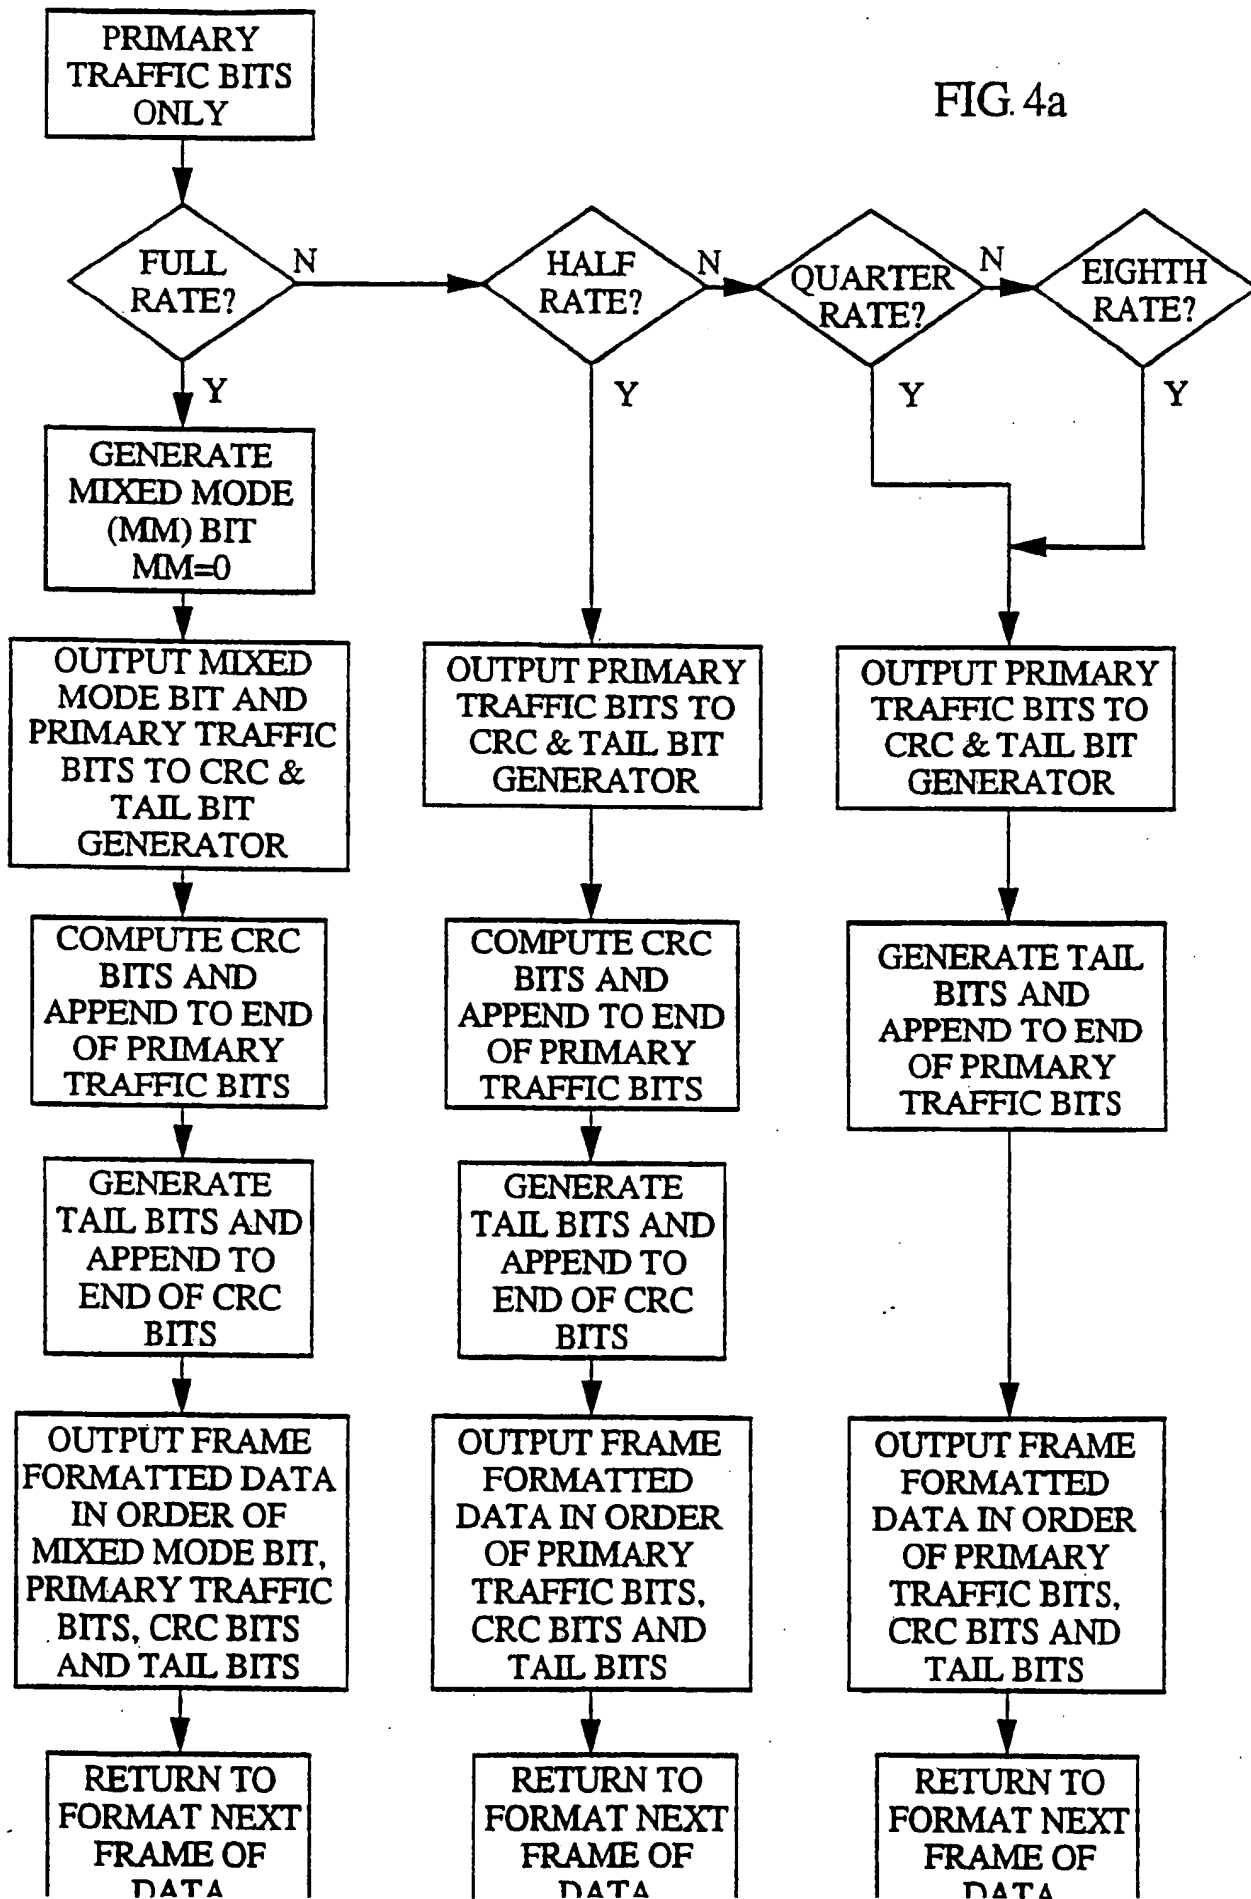 PRIMARY
TRAFFIC BITS
ONLY
FIG. 4a
FULL
RATE?
N
Y
HALF
RATE?
N
Y
QUARTER
RATE?
N
Y
EIGHTH
RATE?
Y
GENERATE
MIXED MODE
(MM) BIT
MM=0
OUTPUT MIXED
MODE BIT AND
PRIMARY TRAFFIC
BITS TO CRC &
TAIL BIT
GENERATOR
COMPUTE CRC
BITS AND
APPEND TO END
OF PRIMARY
TRAFFIC BITS
GENERATE
TAIL BITS AND
APPEND TO
END OF CRC
BITS
OUTPUT FRAME
FORMATTED DATA
IN ORDER OF
MIXED MODE BIT,
PRIMARY TRAFFIC
BITS, CRC BITS
AND TAIL BITS
RETURN TO
FORMAT NEXT
FRAME OF
DATA
OUTPUT PRIMARY
TRAFFIC BITS TO
CRC & TAIL BIT
GENERATOR
COMPUTE CRC
BITS AND
APPEND TO END
OF PRIMARY
TRAFFIC BITS
GENERATE
TAIL BITS AND
APPEND TO
END OF CRC
BITS
OUTPUT FRAME
FORMATTED
DATA IN ORDER
OF PRIMARY
TRAFFIC BITS,
CRC BITS AND
TAIL BITS
RETURN TO
FORMAT NEXT
FRAME OF
DATA
OUTPUT PRIMARY
TRAFFIC BITS TO
CRC & TAIL BIT
GENERATOR
GENERATE TAIL
BITS AND
APPEND TO END
OF PRIMARY
TRAFFIC BITS
OUTPUT FRAME
FORMATTED
DATA IN ORDER
OF PRIMARY
TRAFFIC BITS,
CRC BITS AND
TAIL BITS
RETURN TO
FORMAT NEXT
FRAME OF
DATA